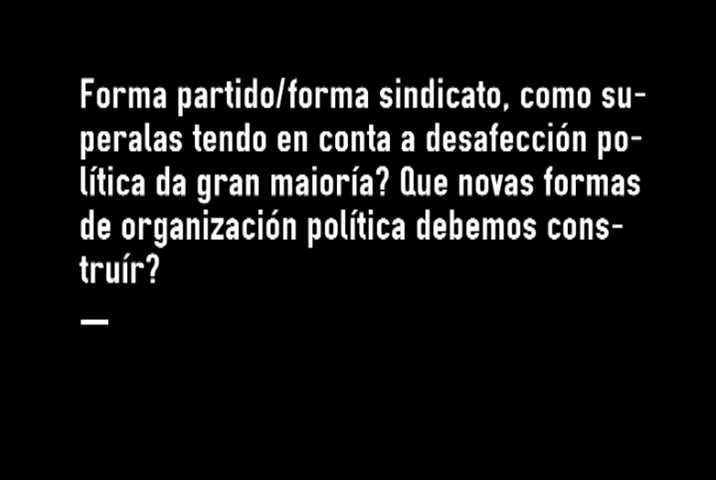 Forma partido/forma sindicato, como su-
peralas tendo en conta a desafección po-
lítica da gran maioría? Que novas formas
de organización política debemos cons-
truír?